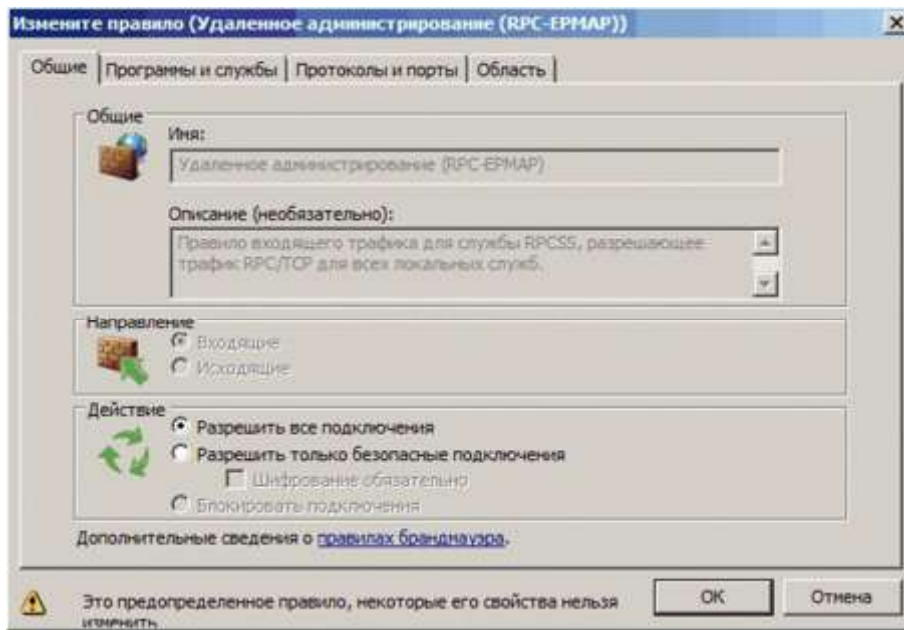 Измените правило (Удаленное администрирование (RPC-EPMAP))
Общие Программы и службы Протоколы и порты Область
Общие
Имя:
Удаленное администрирование (RPC-EPMAP)
Описание (необязательно):
Правило входящего трафика для службы RPCSS, разрешающее
трафик RPC/TCP для всех локальных служб.
Направление
Входящие
Исходящие
Действие
Разрешить все подключения
Разрешить только безопасные подключения
Шифрование обязательно
Блокировать подключения
Дополнительные сведения о правилах брандмауэра.
Это предопределенное правило, некоторые его свойства нельзя
изменить
OK Отмена